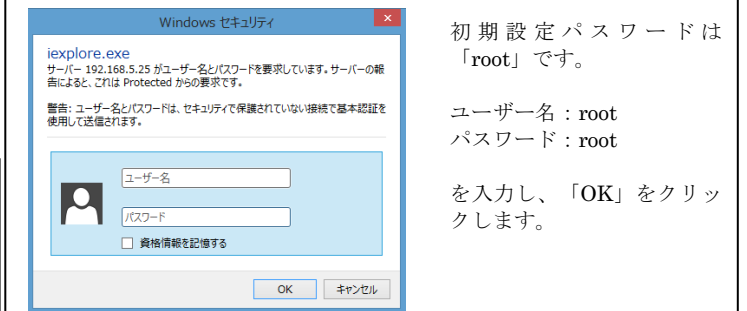 Windows セキュリティ
iexplore.exe
サーバー 192.168.5.25 がユーザー名とパスワードを要求しています。サーバーの報
告によると、これは Protected からの要求です。
警告: ユーザー名とパスワードは、セキュリティで保護されていない接続で基本認証を
使用して送信されます。
ユーザー名
パスワード
資格情報を記憶する
OK
キャンセル
初期設定パスワードは
「root」です。
ユーザー名：root
パスワード：root
を入力し、「OK」をクリッ
クします。